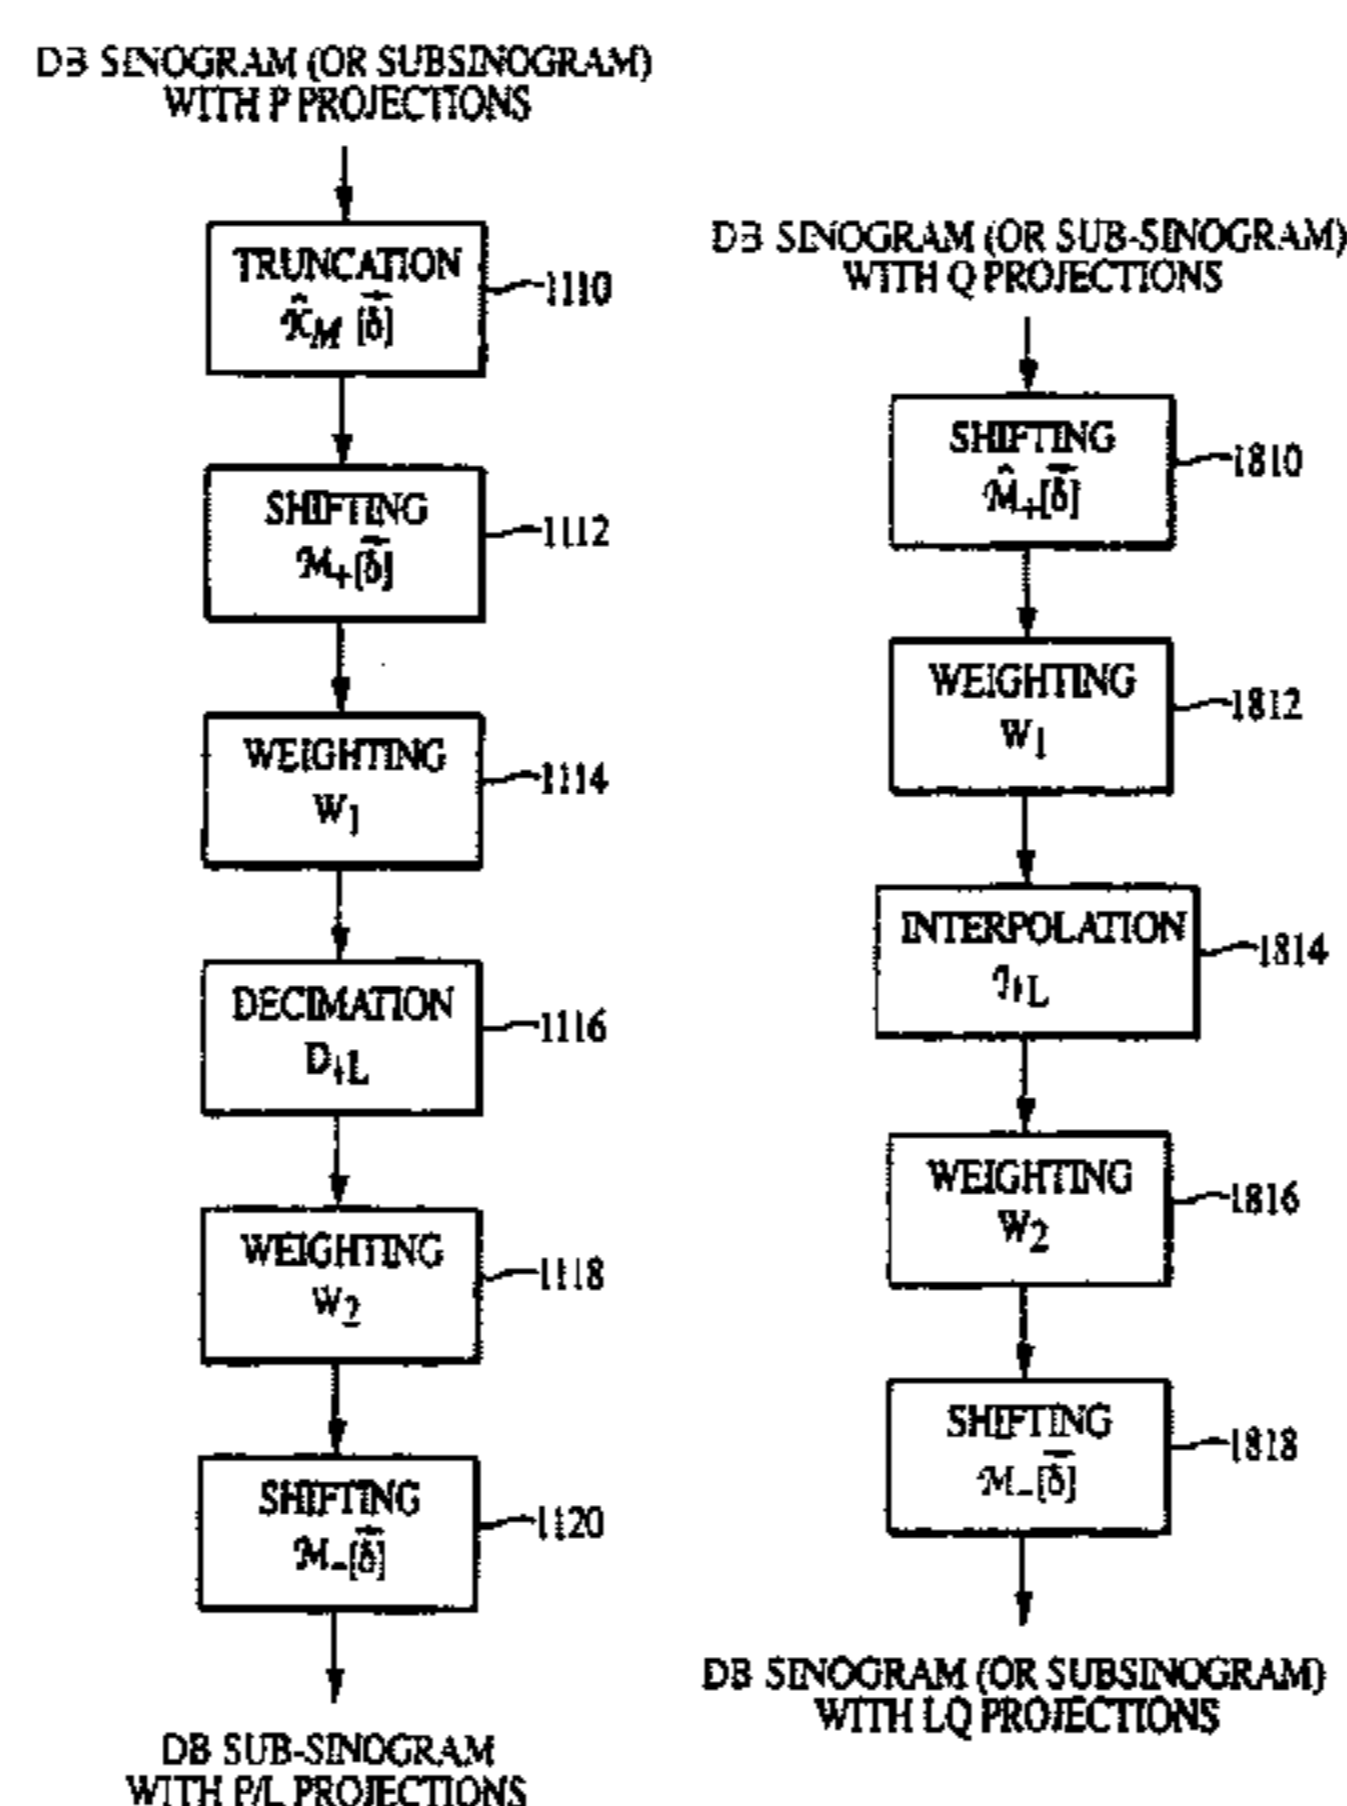 DB SINOGRAM (OR SUBSINOGRAM)
WITH P PROJECTIONS
TRUNCATION
𝒦̂_M [δ⃗]
1110
SHIFTING
ℳ₊[δ⃗]
1112
WEIGHTING
W₁
1114
DECIMATION
D↓L
1116
WEIGHTING
W₂
1118
SHIFTING
ℳ₋[δ⃗]
1120
DB SUB-SINOGRAM
WITH P/L PROJECTIONS
DB SINOGRAM (OR SUB-SINOGRAM)
WITH Q PROJECTIONS
SHIFTING
ℳ̂₊[δ⃗]
1810
WEIGHTING
W₁
1812
INTERPOLATION
↑L
1814
WEIGHTING
W₂
1816
SHIFTING
ℳ₋[δ⃗]
1818
DB SINOGRAM (OR SUBSINOGRAM)
WITH LQ PROJECTIONS